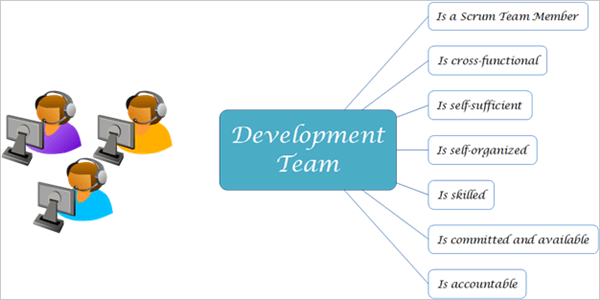 Development
Team
Is a Scrum Team Member
Is cross-functional
Is self-sufficient
Is self-organized
Is skilled
Is committed and available
Is accountable